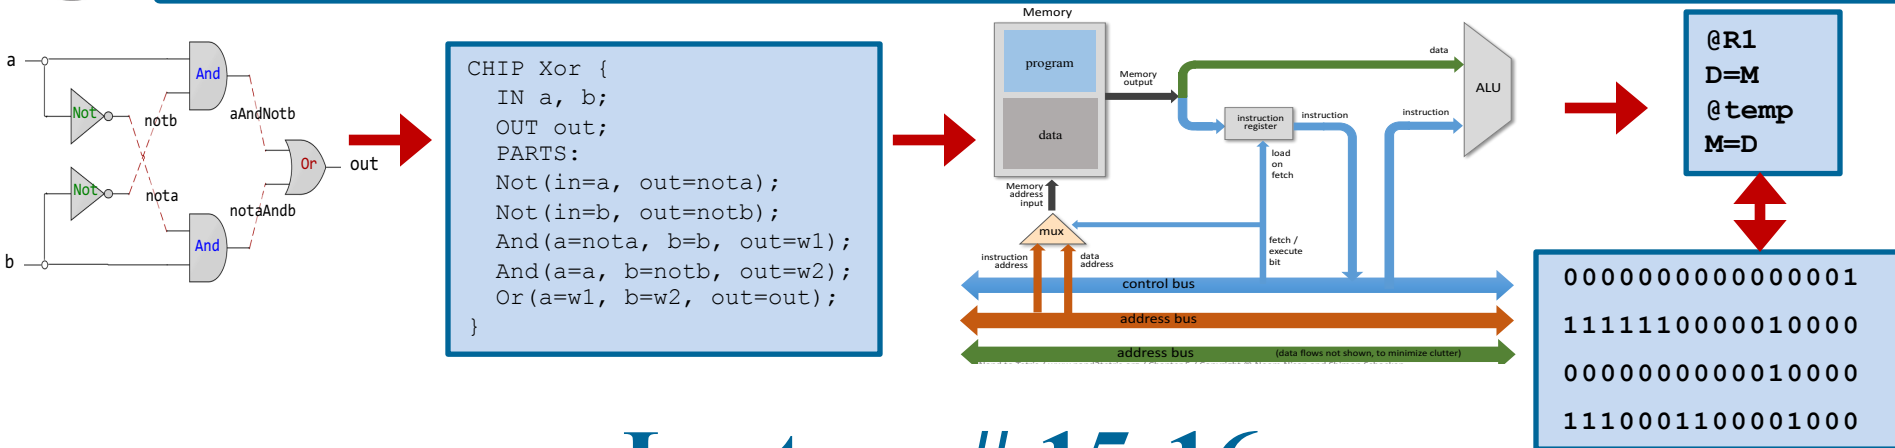 a
Not
And
notb
aAndNotb
Or
out
Not
nota
notaAndb
And
b
CHIP Xor {
IN a, b;
OUT out;
PARTS:
Not(in=a, out=nota);
Not(in=b, out=notb);
And(a=nota, b=b, out=w1);
And(a=a, b=notb, out=w2);
Or(a=w1, b=w2, out=out);
}
Memory
program
data
Memory
output
data
ALU
instruction
register
instruction
instruction
load
on
fetch
Memory
address
input
mux
fetch /
execute
bit
instruction
address
data
address
control bus
address bus
address bus
(data flows not shown, to minimize clutter)
@R1
D=M
@temp
M=D
0000000000000001
1111110000010000
0000000000010000
1110001100001000